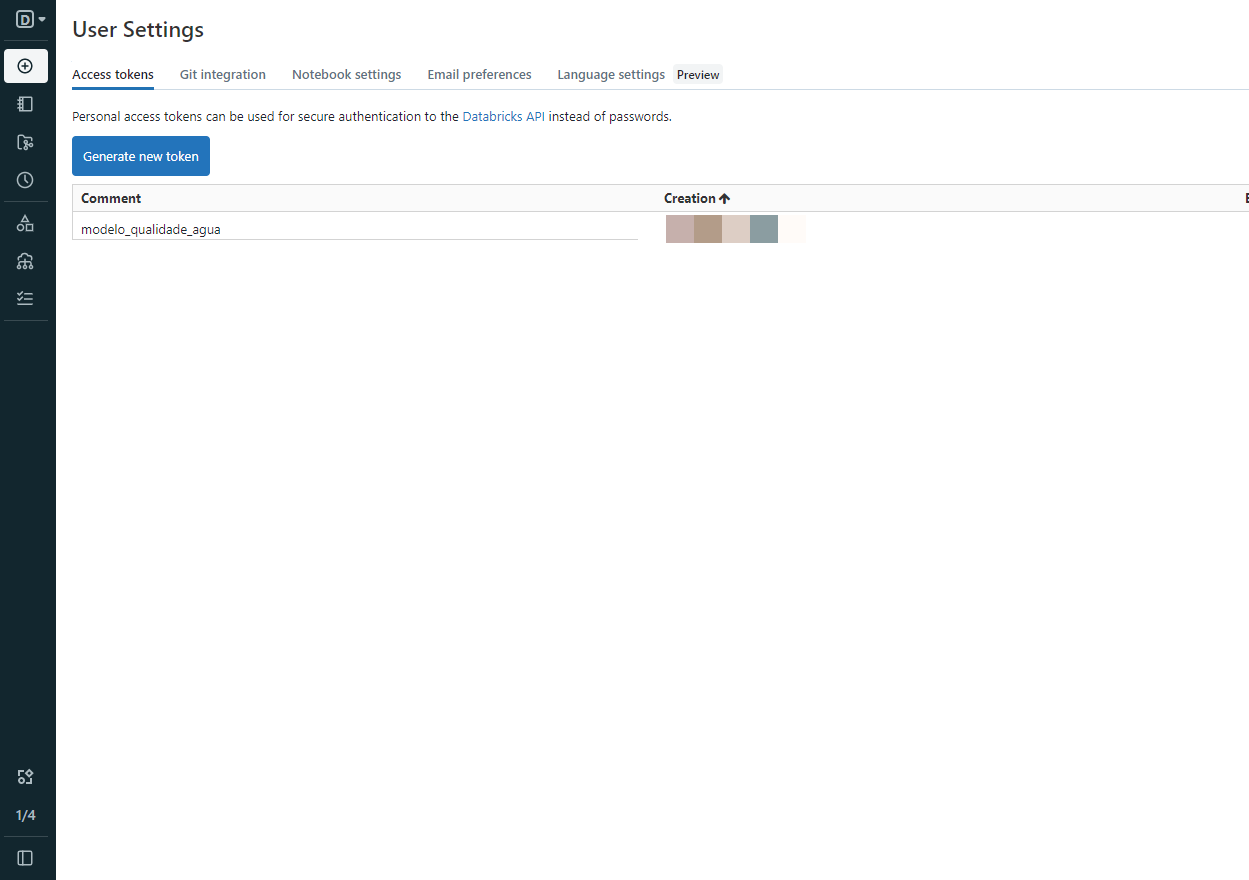 D
User Settings
Access tokens Git integration Notebook settings Email preferences Language settings Preview
Personal access tokens can be used for secure authentication to the Databricks API instead of passwords.
Generate new token
Comment Creation
modelo_qualidade_agua
1/4